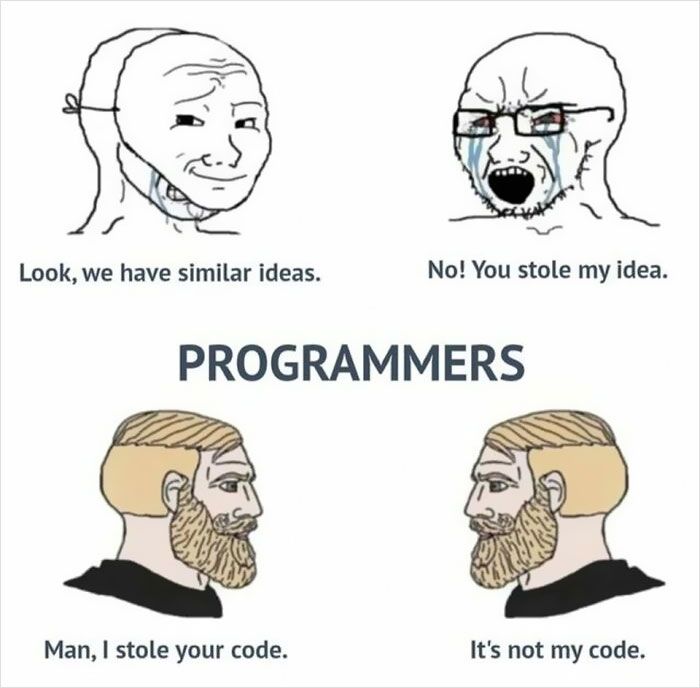 Look, we have similar ideas.
No! You stole my idea.
PROGRAMMERS
Man, I stole your code.
It's not my code.